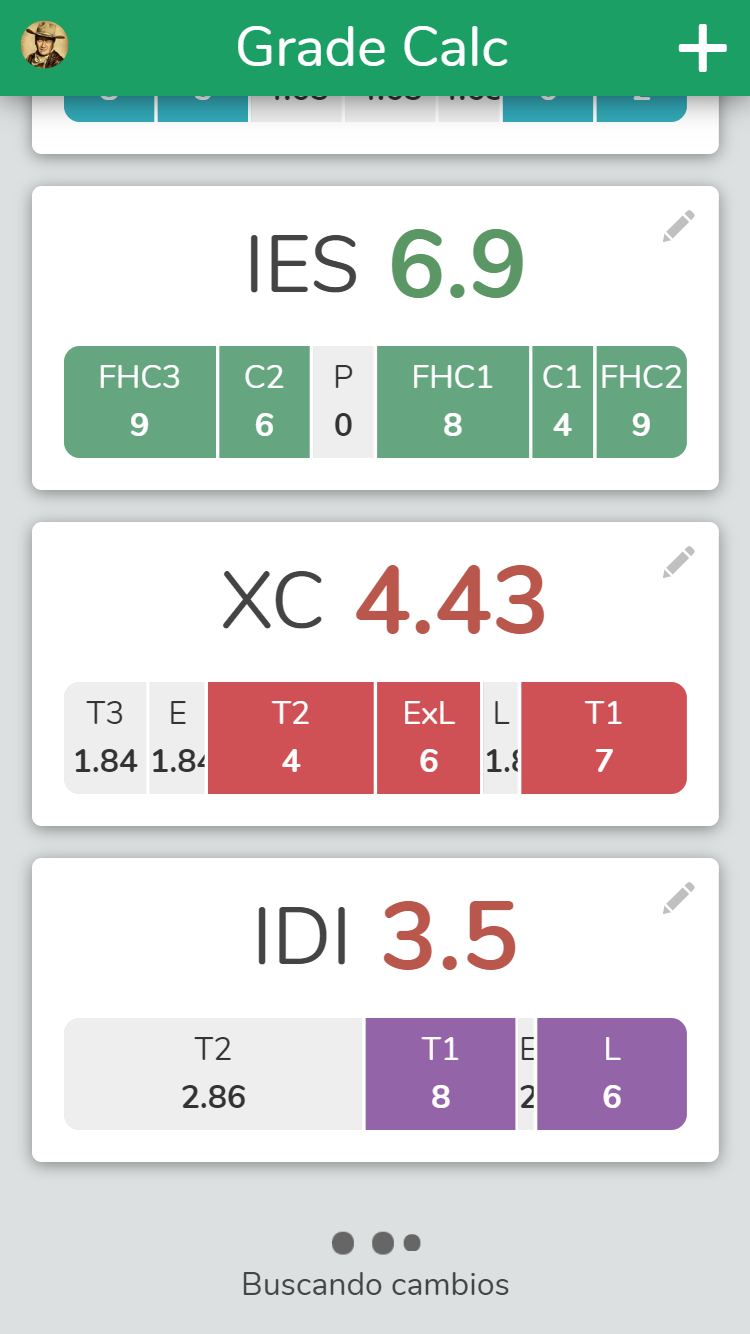 Grade Calc
IES 6.9
FHC3 C2 P FHC1 C1 FHC2
9 6 0 8 4 9
XC 4.43
T3 E T2 ExL L T1
1.84 1.84 4 6 1.8 7
IDI 3.5
T2 T1 E L
2.86 8 2 6
Buscando cambios